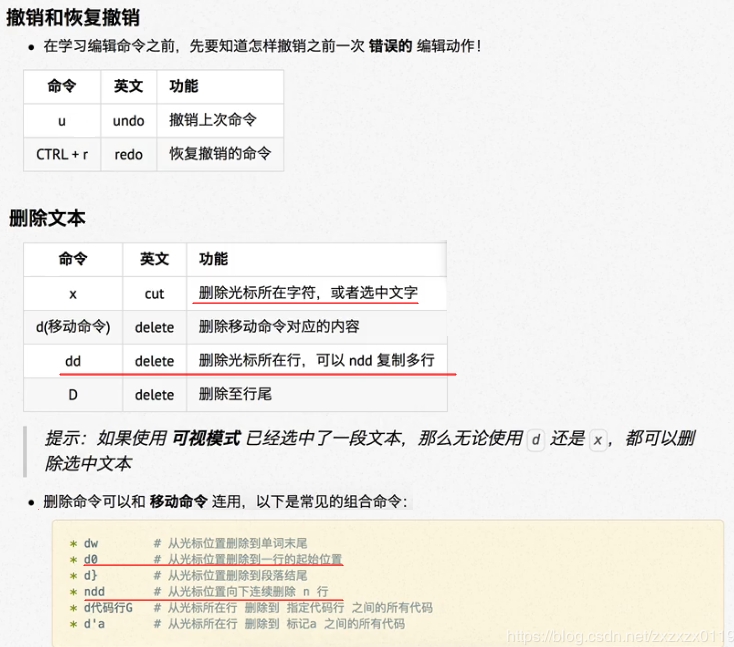 撤销和恢复撤销
• 在学习编辑命令之前，先要知道怎样撤销之前一次 错误的 编辑动作！
命令 英文 功能
u undo 撤销上次命令
CTRL + r redo 恢复撤销的命令
删除文本
命令 英文 功能
x cut 删除光标所在字符，或者选中文字
d(移动命令) delete 删除移动命令对应的内容
dd delete 删除光标所在行，可以 ndd 复制多行
D delete 删除至行尾
提示：如果使用 可视模式 已经选中了一段文本，那么无论使用 d 还是 x ，都可以删
除选中文本
• 删除命令可以和 移动命令 连用，以下是常见的组合命令：
* dw # 从光标位置删除到单词末尾
* d0 # 从光标位置删除到一行的起始位置
* d} # 从光标位置删除到段落结尾
* ndd # 从光标位置向下连续删除 n 行
* d代码行G # 从光标所在行 删除到 指定代码行 之间的所有代码
* d'a # 从光标所在行 删除到 标记a 之间的所有代码
https://blog.csdn.net/zxzxzx0119